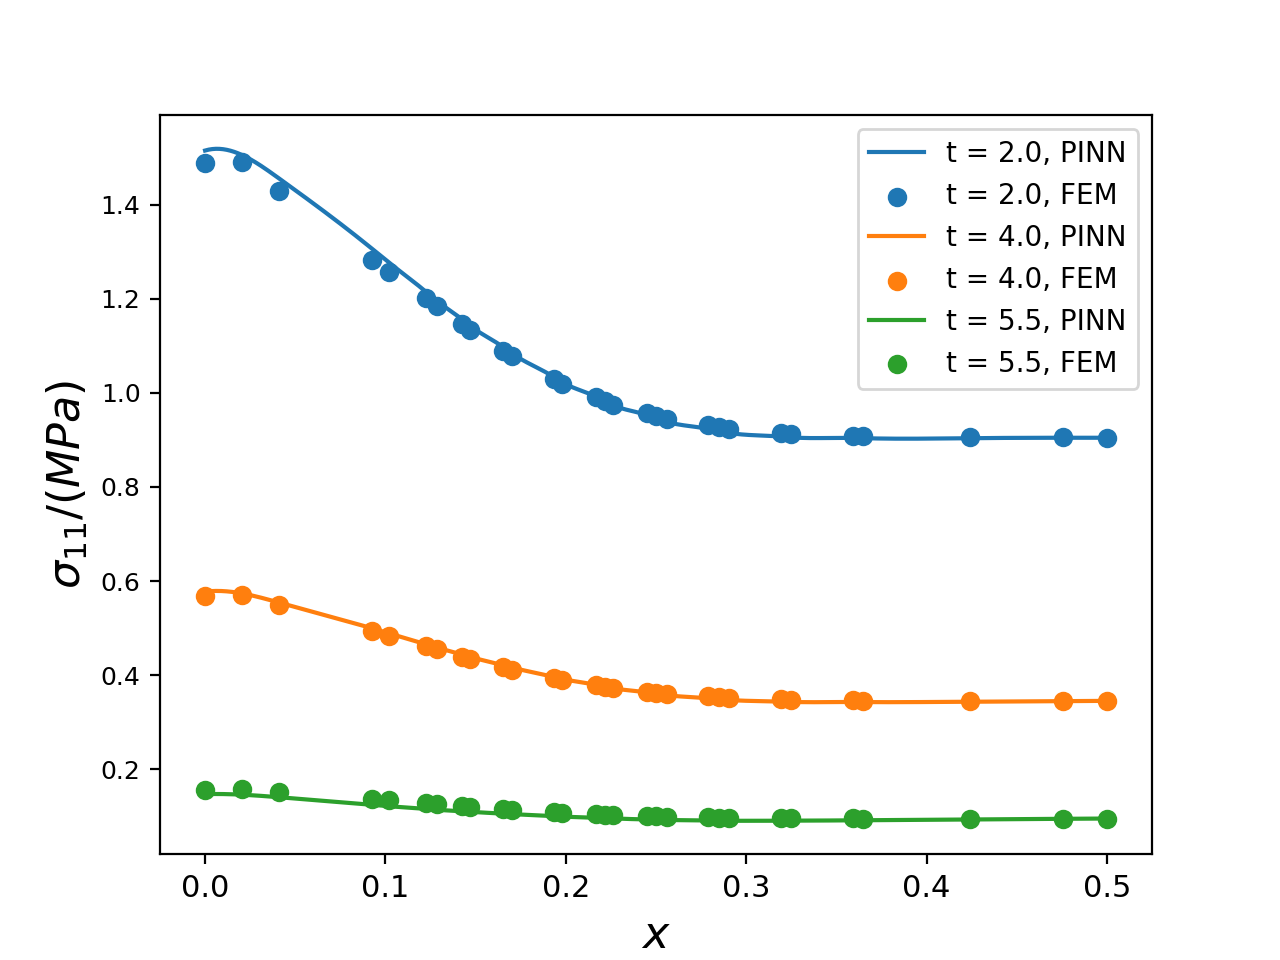 t = 2.0, PINN
t = 2.0, FEM
t = 4.0, PINN
t = 4.0, FEM
t = 5.5, PINN
t = 5.5, FEM
1.4
1.2
1.0
0.8
0.6
0.4
0.2
σ₁₁/(MPa)
0.0 0.1 0.2 0.3 0.4 0.5
x